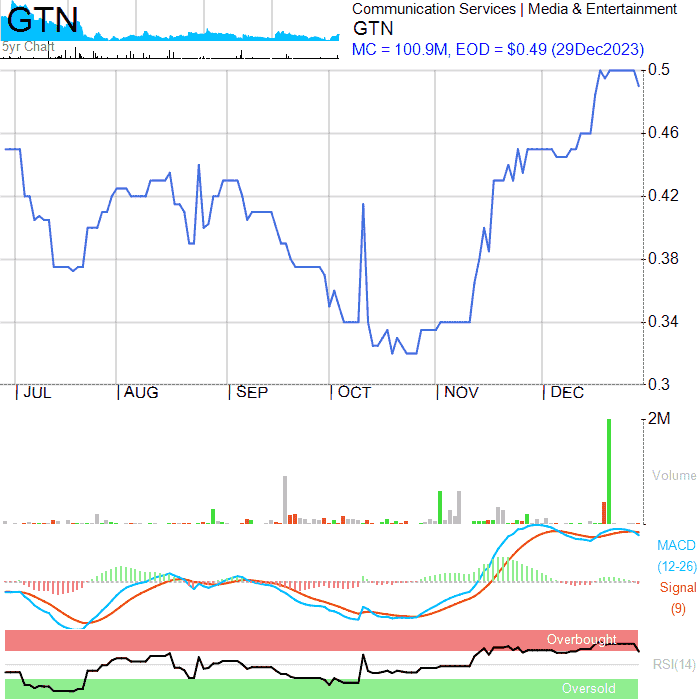 GTN
5yr Chart
Communication Services | Media & Entertainment
GTN
MC = 100.9M, EOD = $0.49 (29Dec2023)
0.5
0.46
0.42
0.38
0.34
0.3
JUL AUG SEP OCT NOV DEC
2M
Volume
MACD
(12-26)
Signal
(9)
Overbought
RSI(14)
Oversold